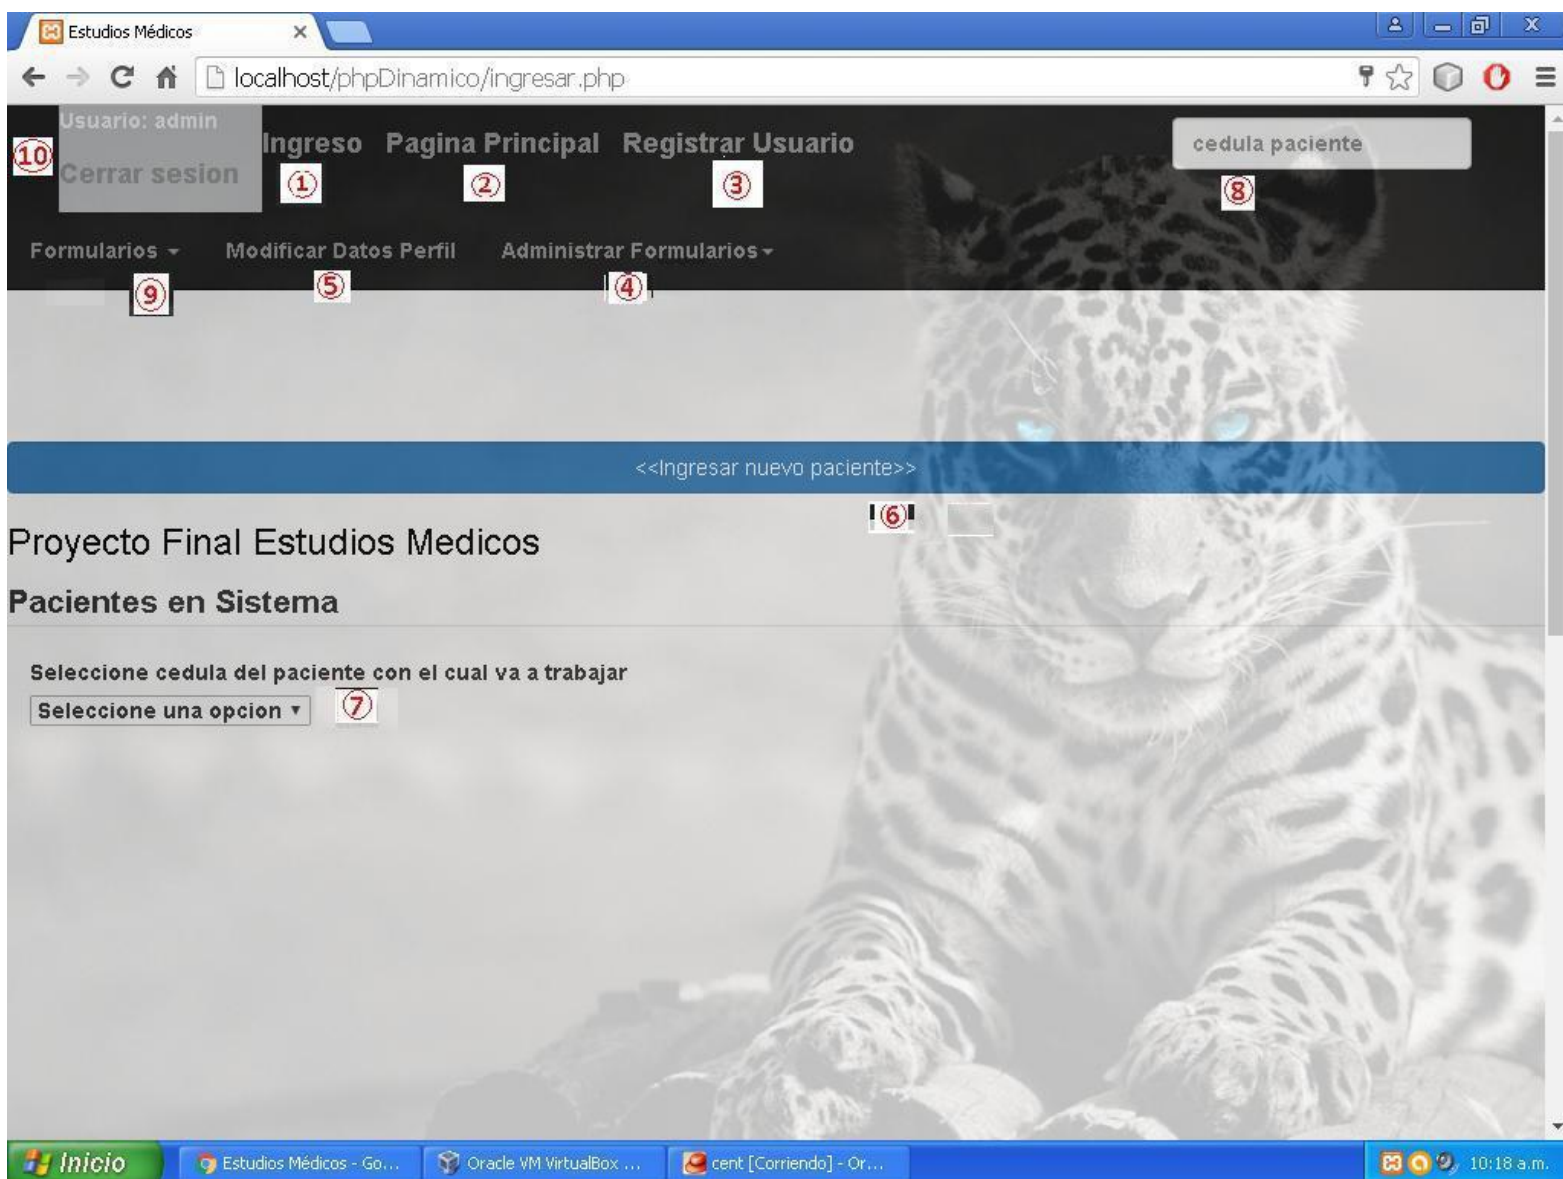 Estudios Médicos
localhost/phpDinamico/ingresar.php
Usuario: admin
10
Cerrar sesion
Ingreso Pagina Principal Registrar Usuario
cedula paciente
1 2 3 8
Formularios Modificar Datos Perfil Administrar Formularios
9 5 4
<<Ingresar nuevo paciente>>
6
Proyecto Final Estudios Medicos
Pacientes en Sistema
Seleccione cedula del paciente con el cual va a trabajar
Seleccione una opcion 7
Inicio Estudios Médicos - Go... Oracle VM VirtualBox ... cent [Corriendo] - Or... 10:18 a.m.